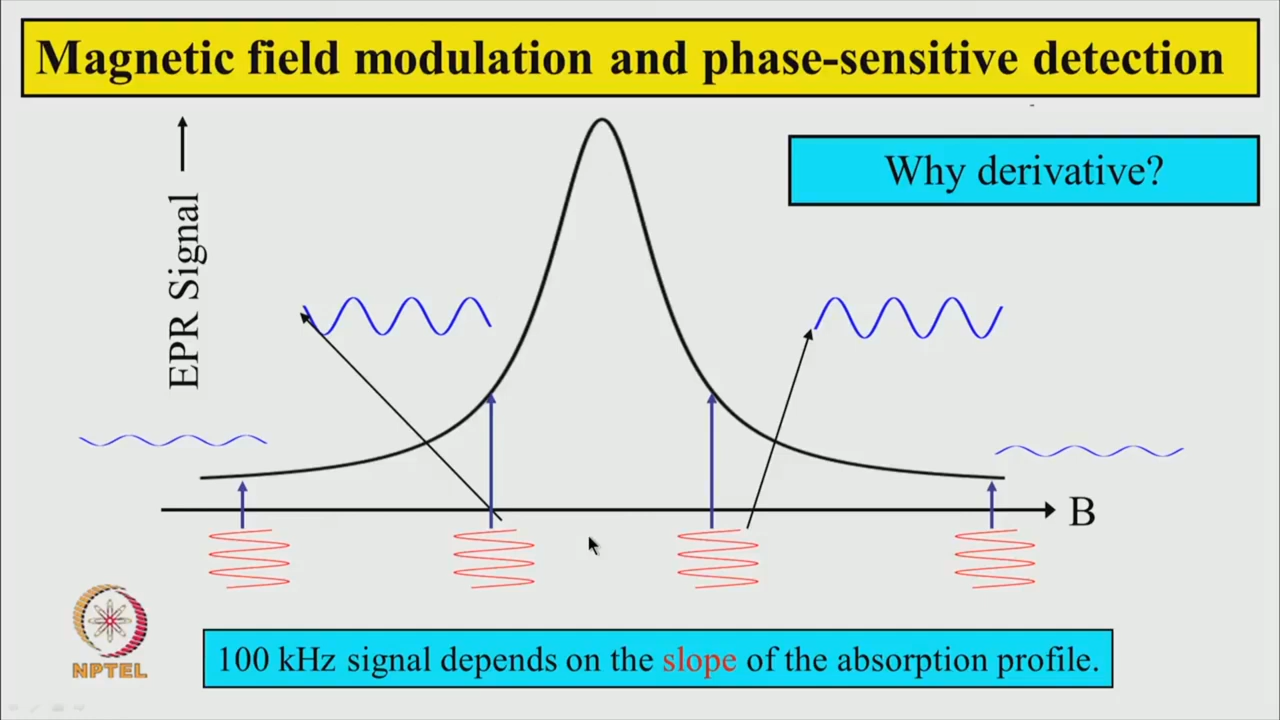 Magnetic field modulation and phase-sensitive detection
Why derivative?
EPR Signal
B
100 kHz signal depends on the slope of the absorption profile.
NPTEL